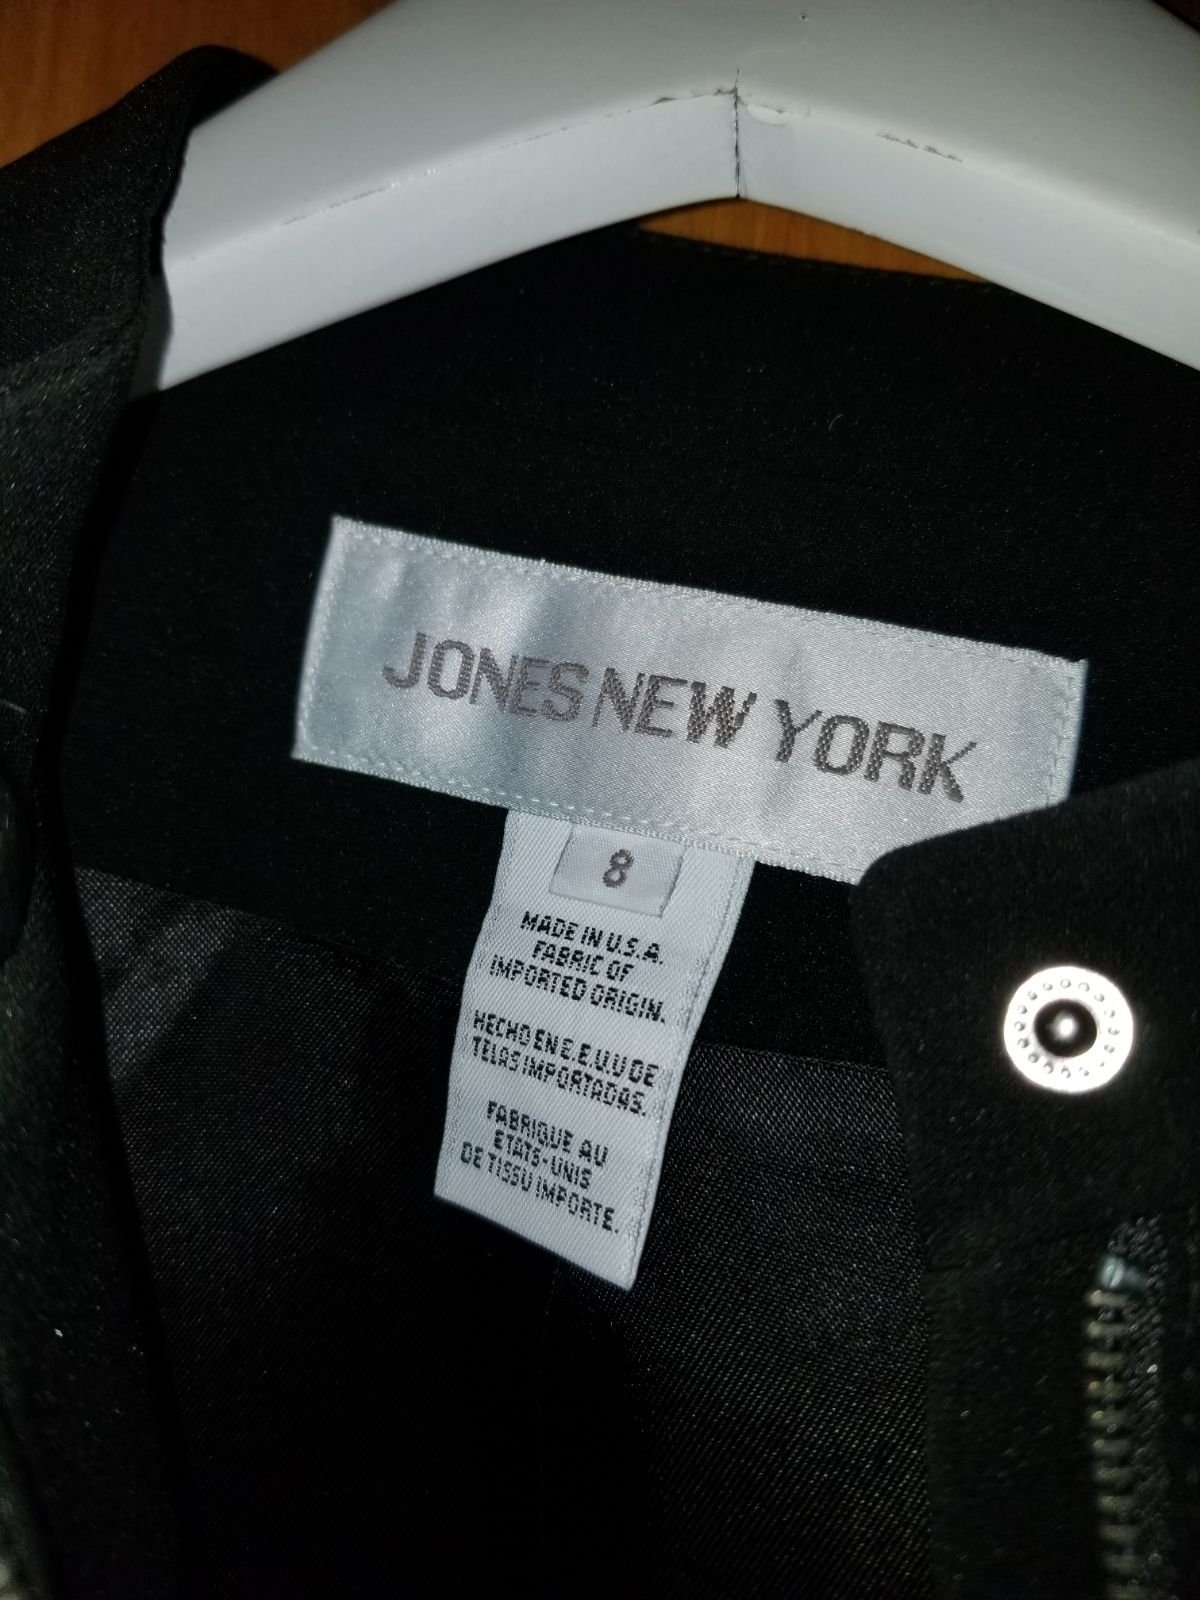 JONES NEW YORK
8
MADE IN U.S.A.
FABRIC OF
IMPORTED ORIGIN.
HECHO EN E.E.U.U DE
TELAS IMPORTADAS.
FABRIQUE AU
ETATS-UNIS
DE TISSU IMPORTE.